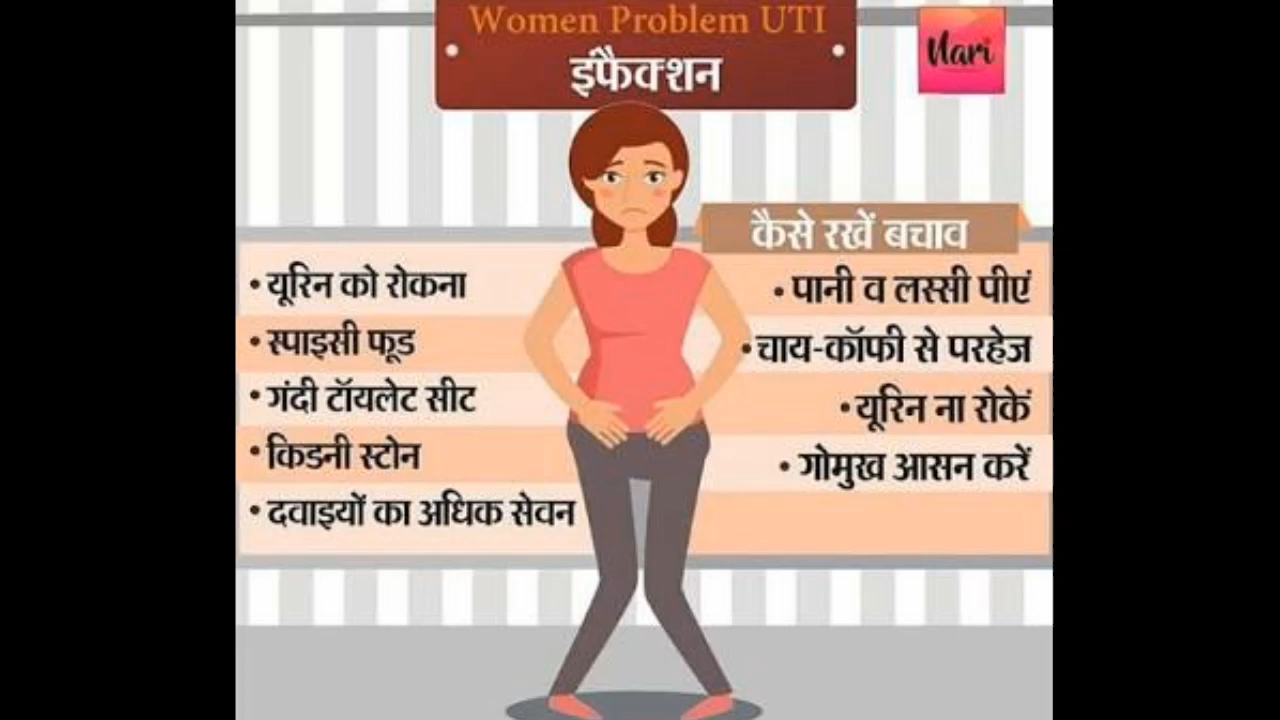 Women Problem UTI
इंफैक्शन
Nari
• यूरिन को रोकना
• स्पाइसी फूड
• गंदी टॉयलेट सीट
• किडनी स्टोन
• दवाइयों का अधिक सेवन
कैसे रखें बचाव
• पानी व लस्सी पीएं
• चाय-कॉफी से परहेज
• यूरिन ना रोकें
• गोमुख आसन करें